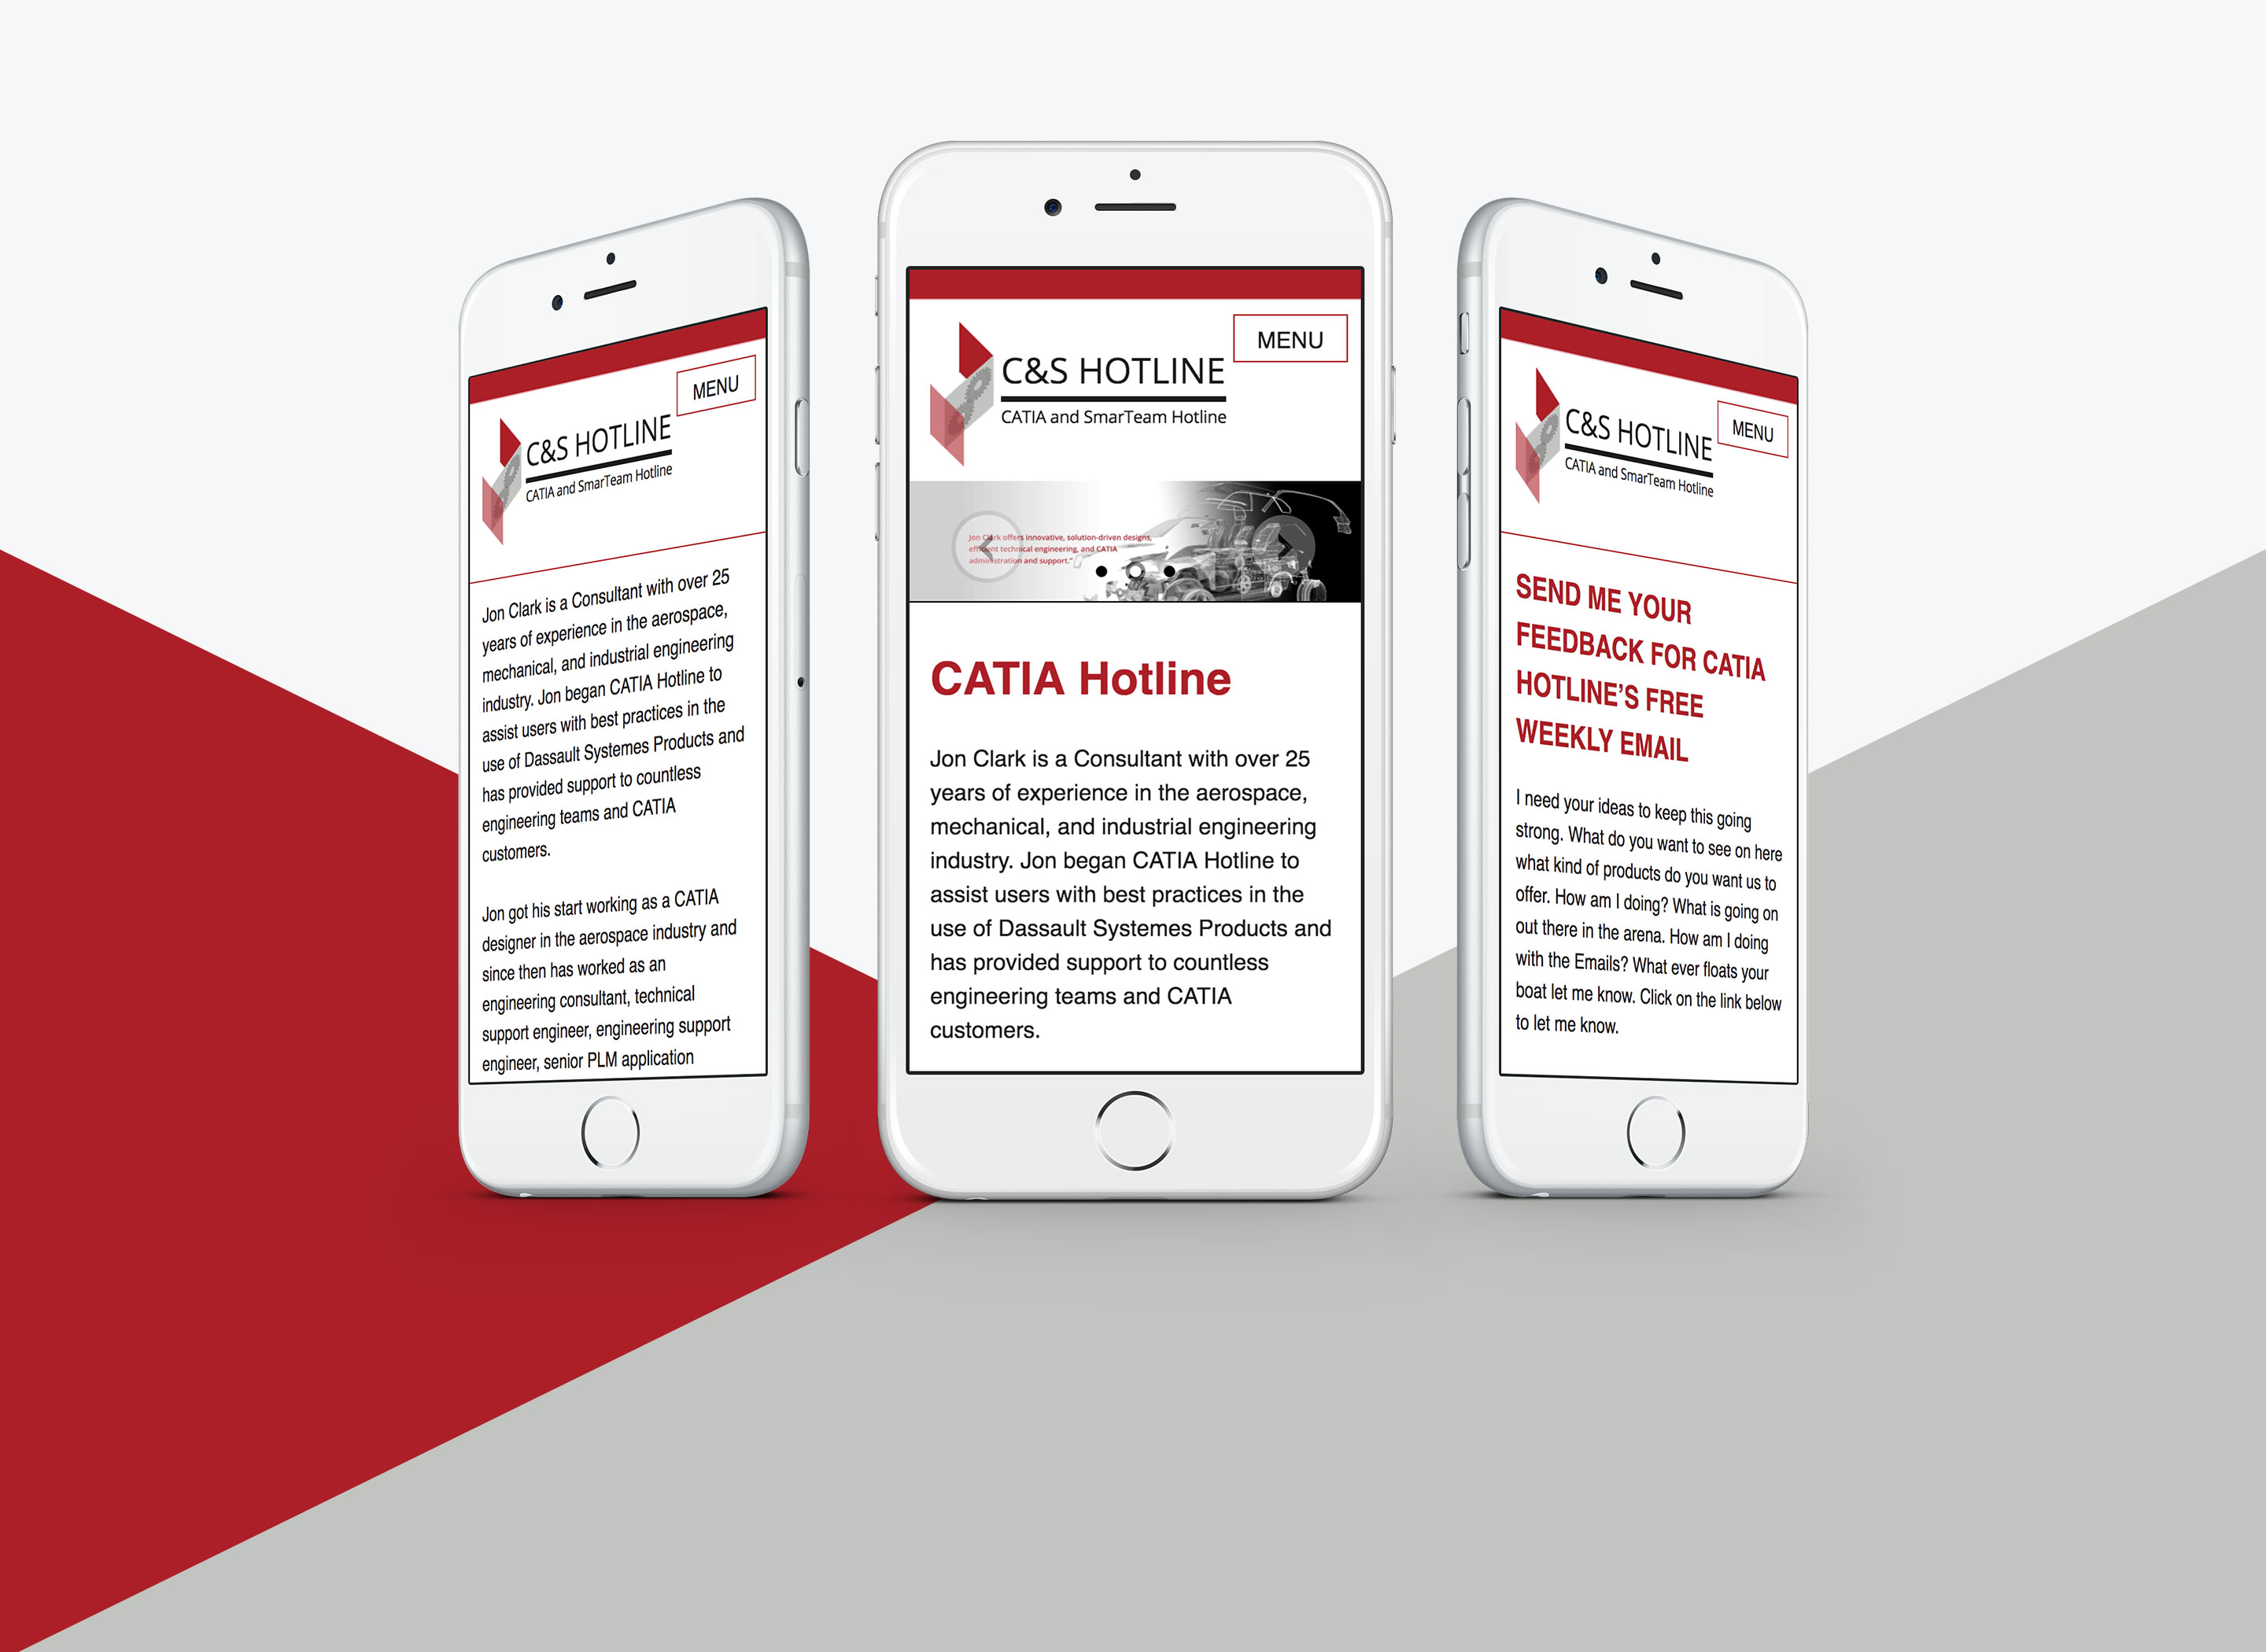 MENU
C&S HOTLINE
CATIA and SmarTeam Hotline
Jon Clark is a Consultant with over 25
years of experience in the aerospace,
mechanical, and industrial engineering
industry. Jon began CATIA Hotline to
assist users with best practices in the
use of Dassault Systemes Products and
has provided support to countless
engineering teams and CATIA
customers.
Jon got his start working as a CATIA
designer in the aerospace industry and
since then has worked as an
engineering consultant, technical
support engineer, engineering support
engineer, senior PLM application
MENU
C&S HOTLINE
CATIA and SmarTeam Hotline
Jon Clark offers innovative, solution-driven designs,
efficient technical engineering, and CATIA
administration and support."
CATIA Hotline
Jon Clark is a Consultant with over 25
years of experience in the aerospace,
mechanical, and industrial engineering
industry. Jon began CATIA Hotline to
assist users with best practices in the
use of Dassault Systemes Products and
has provided support to countless
engineering teams and CATIA
customers.
MENU
C&S HOTLINE
CATIA and SmarTeam Hotline
SEND ME YOUR
FEEDBACK FOR CATIA
HOTLINE'S FREE
WEEKLY EMAIL
I need your ideas to keep this going
strong. What do you want to see on here
what kind of products do you want us to
offer. How am I doing? What is going on
out there in the arena. How am I doing
with the Emails? What ever floats your
boat let me know. Click on the link below
to let me know.